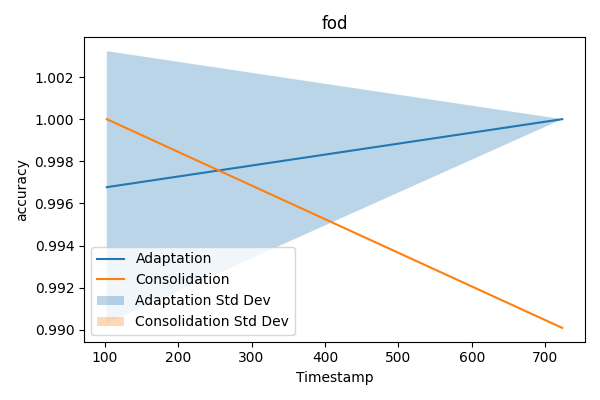 fod
1.002
1.000
0.998
0.996
0.994
0.992
0.990
accuracy
Adaptation
Consolidation
Adaptation Std Dev
Consolidation Std Dev
100 200 300 400 500 600 700
Timestamp